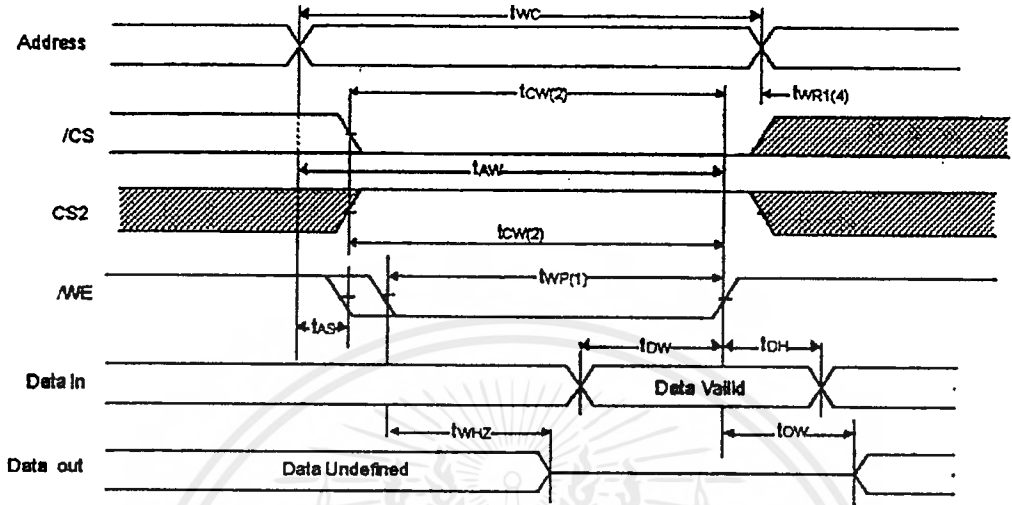 tWC
Address
tCW(2)
tWR1(4)
/CS
tAW
CS2
tCW(2)
/WE
tWP(1)
tAS
tDW
tDH
Data In
Data Vailid
tWHZ
tOW
Data out
Data Undefined